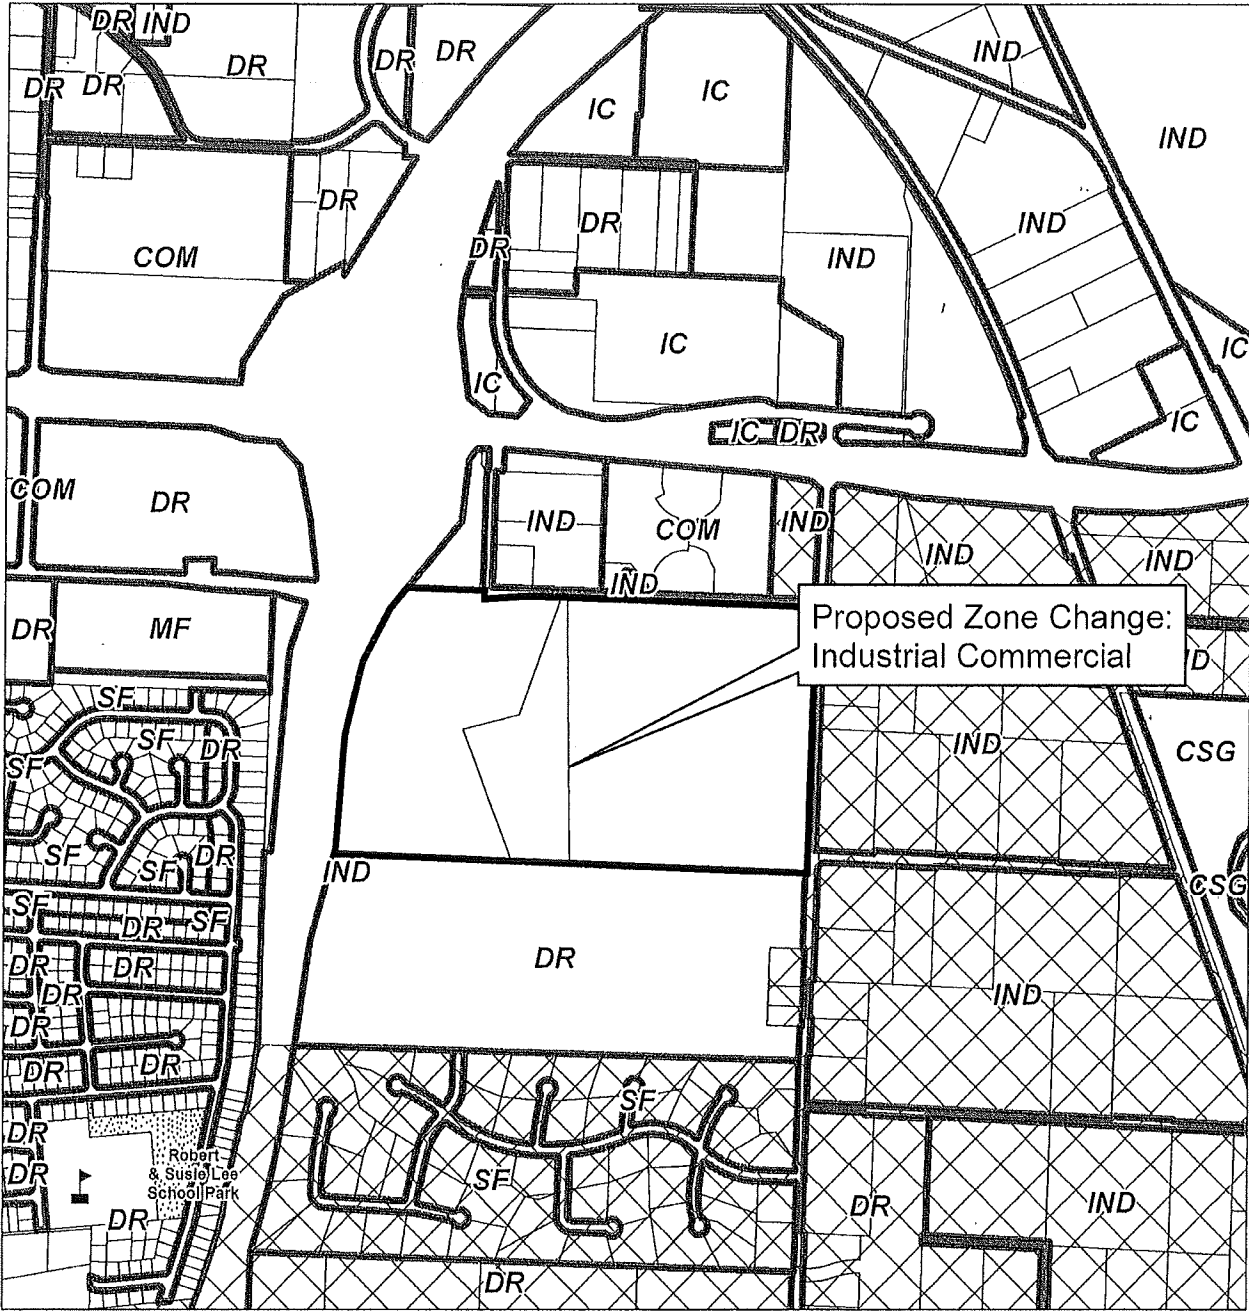 DR IND
DR
DR
DR
IND
DR
DR
IC
IC
IND
DR
COM
DR
DR
IND
IND
IC
IC
IC
IC
IC DR
COM
DR
IND
COM
IND
IND
IND
IND
Proposed Zone Change:
Industrial Commercial
DR
MF
ND
SF
SF
DR
SF
IND
CSG
SF
SF
DR
IND
SF
SF
DR
CSG
DR
DR
DR
DR
IND
DR
DR
DR
DR
SF
SF
DR
DR
Robert
& Susie Lee
School Park
DR
DR
IND
DR